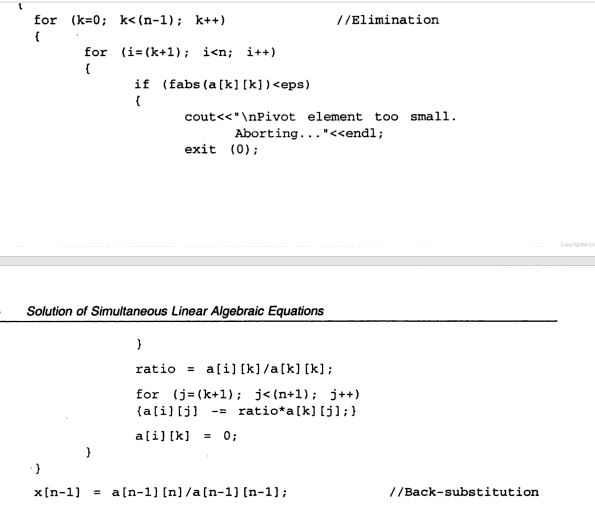 {
for (k=0; k<(n-1); k++) //Elimination
{
for (i=(k+1); i<n; i++)
{
if (fabs(a[k][k])<eps)
{
cout<<"\nPivot element too small.
Aborting..."<<endl;
exit (0);
Solution of Simultaneous Linear Algebraic Equations
}
ratio = a[i][k]/a[k][k];
for (j=(k+1); j<(n+1); j++)
{a[i][j] -= ratio*a[k][j];}
a[i][k] = 0;
}
}
x[n-1] = a[n-1][n]/a[n-1][n-1]; //Back-substitution